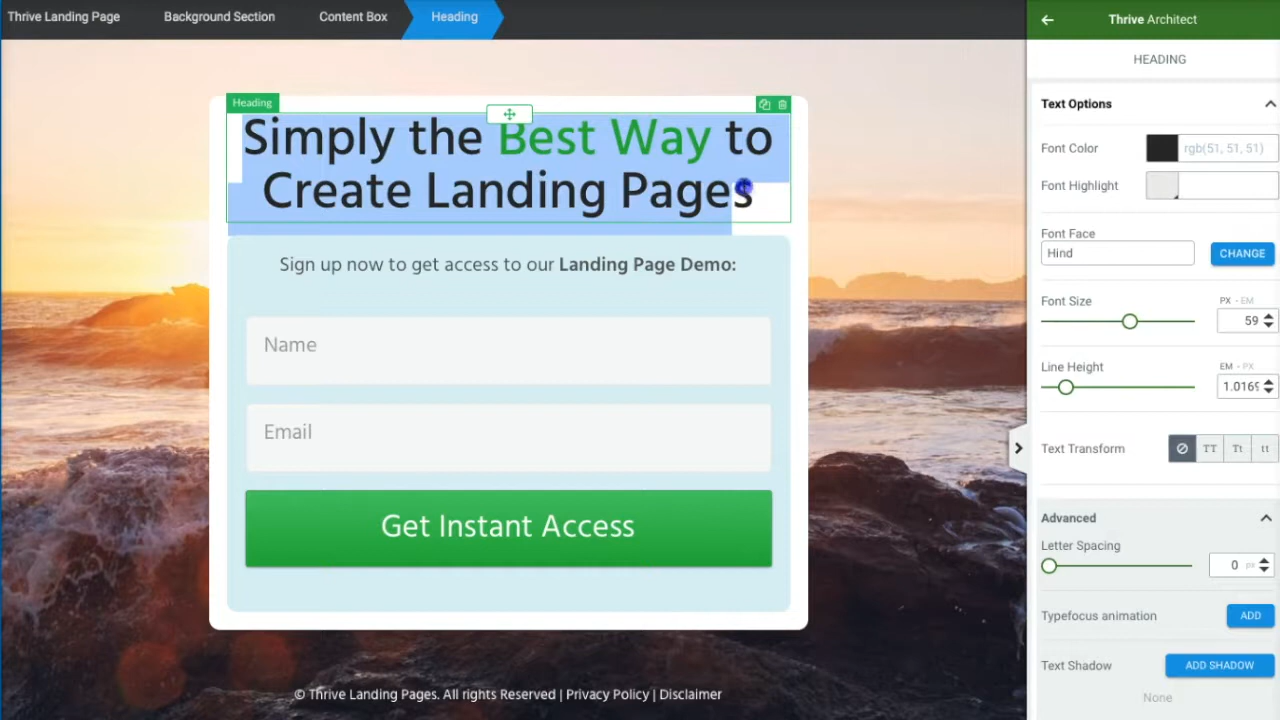 Thrive Landing Page Background Section Content Box Heading
Thrive Architect
HEADING
Heading
Simply the Best Way to
Create Landing Pages
Sign up now to get access to our Landing Page Demo:
Name
Email
Get Instant Access
© Thrive Landing Pages. All rights Reserved | Privacy Policy | Disclaimer
Text Options
Font Color rgb(51, 51, 51)
Font Highlight
Font Face
Hind CHANGE
Font Size PX - EM
59
Line Height EM - PX
1.0169
Text Transform TT Tt tt
Advanced
Letter Spacing
0 px
Typefocus animation ADD
Text Shadow ADD SHADOW
None